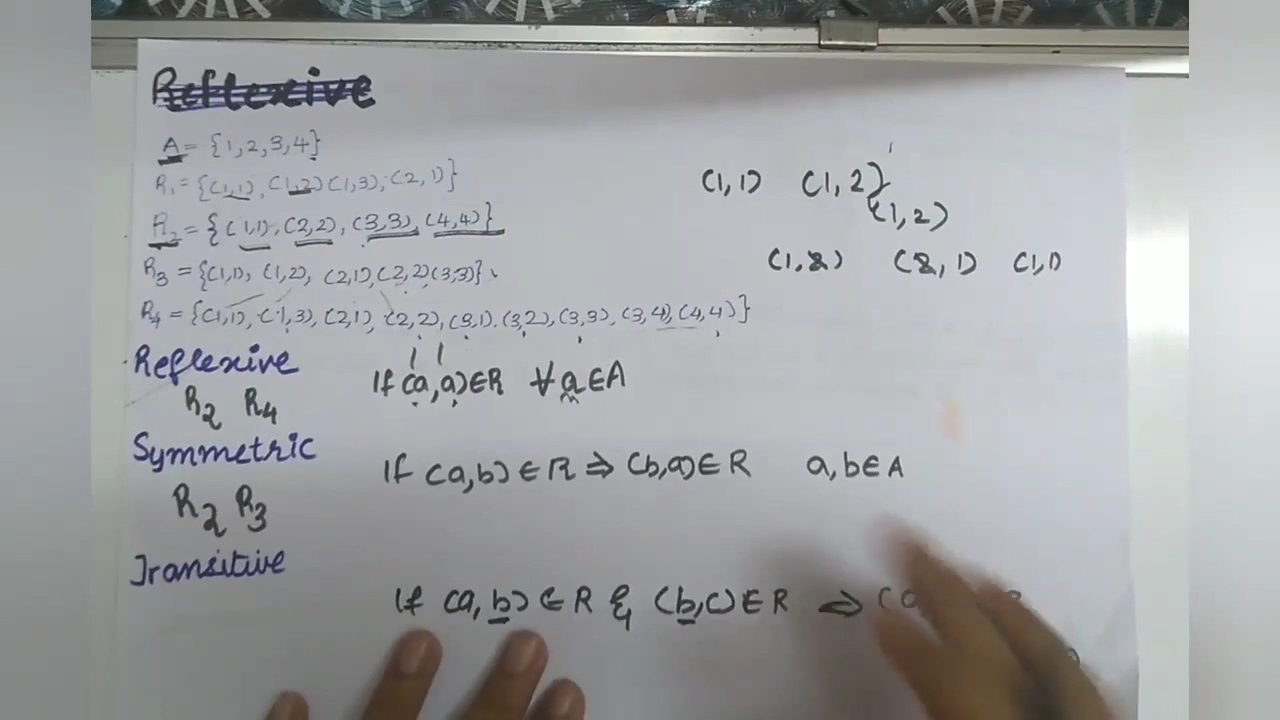 Reflexive
A = {1,2,3,4}
R1 = {(1,1), (1,2) (1,3), (2,1)}
R2 = {(1,1), (2,2), (3,3), (4,4)}
R3 = {(1,1), (1,2), (2,1) (2,2) (3,3)}
R4 = {(1,1), (1,3), (2,1), (2,2), (3,1), (3,2), (3,3), (3,4), (4,4)}
(1,1) (1,2)}
(1,2)
(1,2) (2,1) (1,1)
Reflexive If (a,a)∈R ∀ a∈A
R2 R4
Symmetric If (a,b)∈R ⇒ (b,a)∈R a,b∈A
R2 R3
Transitive
If (a,b)∈R & (b,c)∈R ⇒